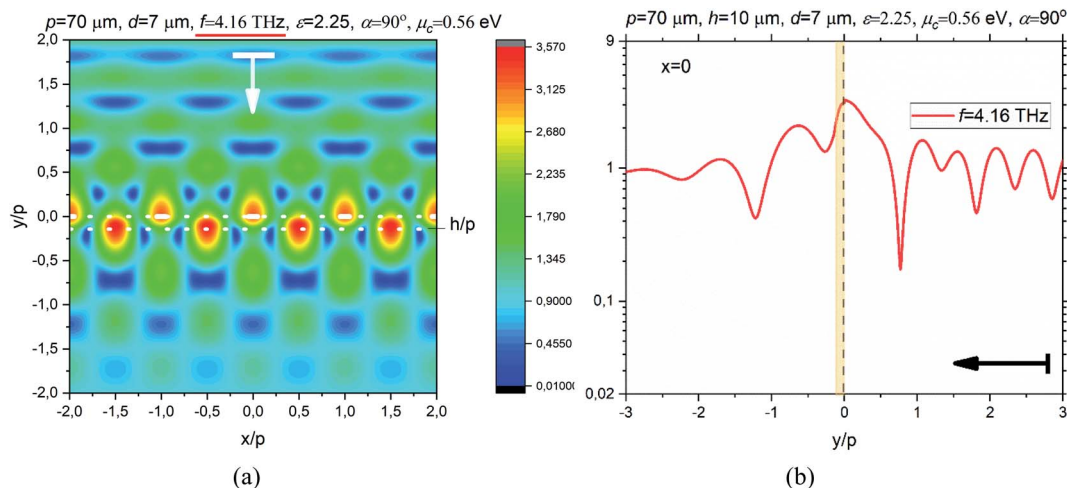 p=70 μm, d=7 μm, f=4.16 THz, ε=2.25, α=90°, μc=0.56 eV
2,0
1,5
1,0
0,5
0,0
-0,5
-1,0
-1,5
-2,0
y/p
h/p
-2,0 -1,5 -1,0 -0,5 0,0 0,5 1,0 1,5 2,0
x/p
3,570
3,125
2,680
2,235
1,790
1,345
0,9000
0,4550
0,01000
(a)
p=70 μm, h=10 μm, d=7 μm, ε=2.25, μc=0.56 eV, α=90°
9
1
0,1
0,02
x=0
f=4.16 THz
-3 -2 -1 0 1 2 3
y/p
(b)